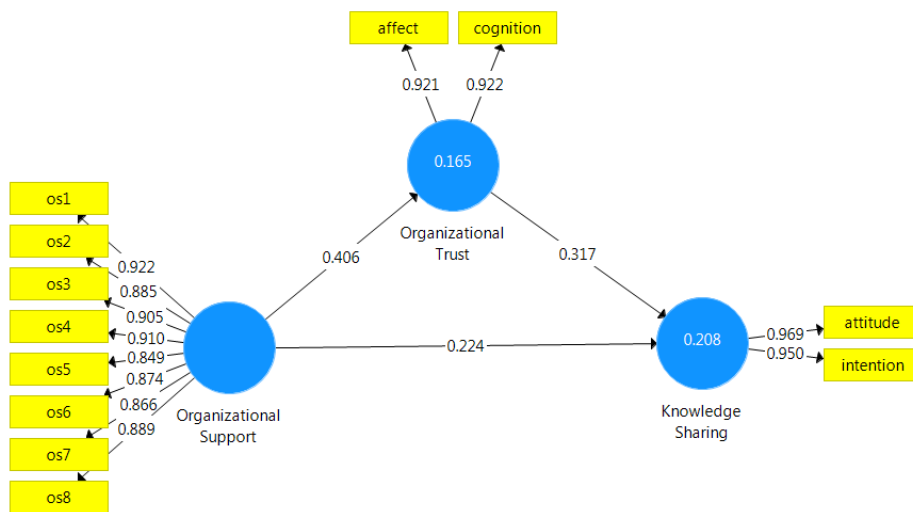 affect
cognition
0.921
0.922
0.165
Organizational
Trust
os1
os2
os3
os4
os5
os6
os7
os8
0.922
0.885
0.905
0.910
0.849
0.874
0.866
0.889
Organizational
Support
0.406
0.317
0.224
0.208
Knowledge
Sharing
0.969
0.950
attitude
intention